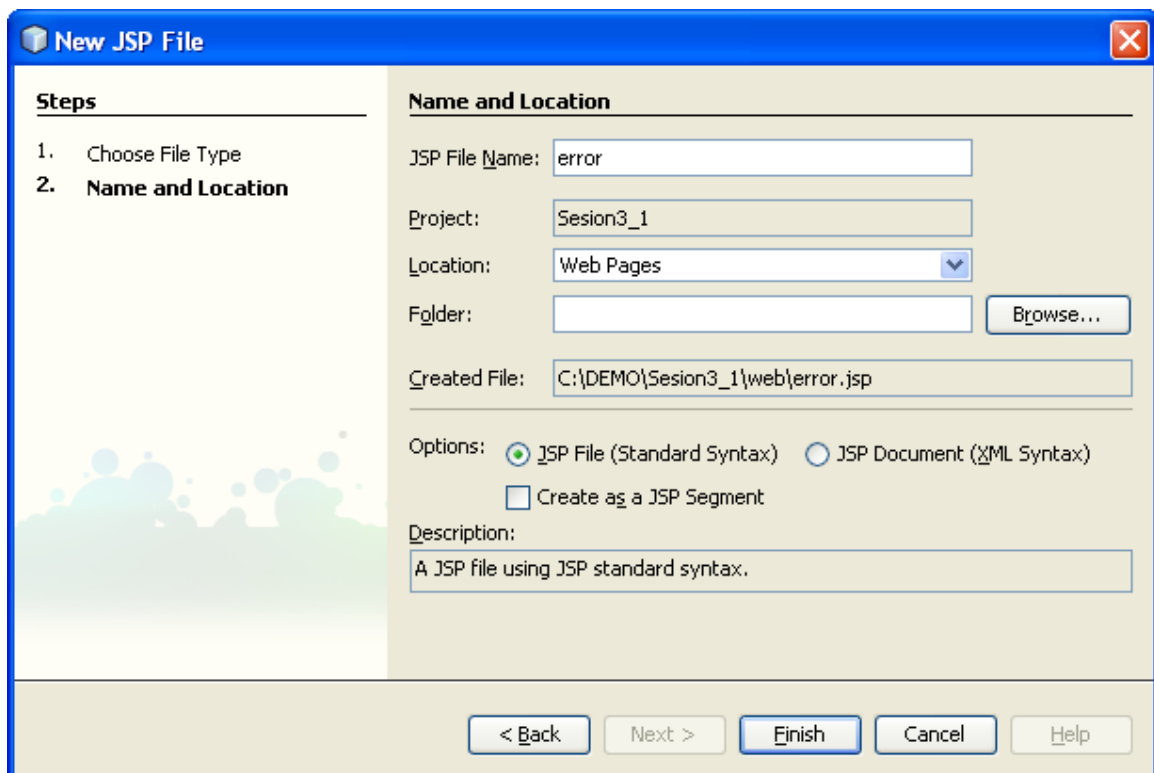 New JSP File
Steps
1. Choose File Type
2. Name and Location
Name and Location
JSP File Name: error
Project: Sesion3_1
Location: Web Pages
Folder: Browse...
Created File: C:\DEMO\Sesion3_1\web\error.jsp
Options: JSP File (Standard Syntax) JSP Document (XML Syntax)
Create as a JSP Segment
Description:
A JSP file using JSP standard syntax.
< Back Next > Finish Cancel Help